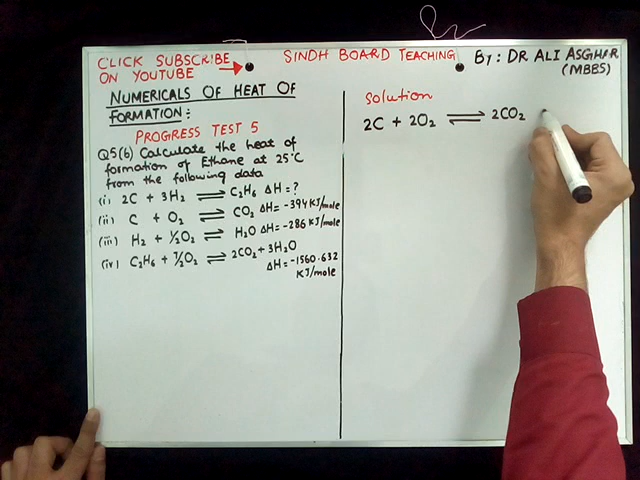 CLICK SUBSCRIBE
ON YOUTUBE →
SINDH BOARD TEACHING
By: DR ALI ASGHAR
(MBBS)
NUMERICALS OF HEAT OF
FORMATION:
PROGRESS TEST 5
Q5(b) Calculate the heat of
formation of Ethane at 25°C
from the following data
(i) 2C + 3H₂ ⇌ C₂H₆ ΔH = ?
(ii) C + O₂ ⇌ CO₂ ΔH = -394 KJ/mole
(iii) H₂ + ½O₂ ⇌ H₂O ΔH = -286 KJ/mole
(iv) C₂H₆ + 7/2O₂ ⇌ 2CO₂ + 3H₂O
ΔH = -1560.632
KJ/mole
Solution
2C + 2O₂ ⇌ 2CO₂